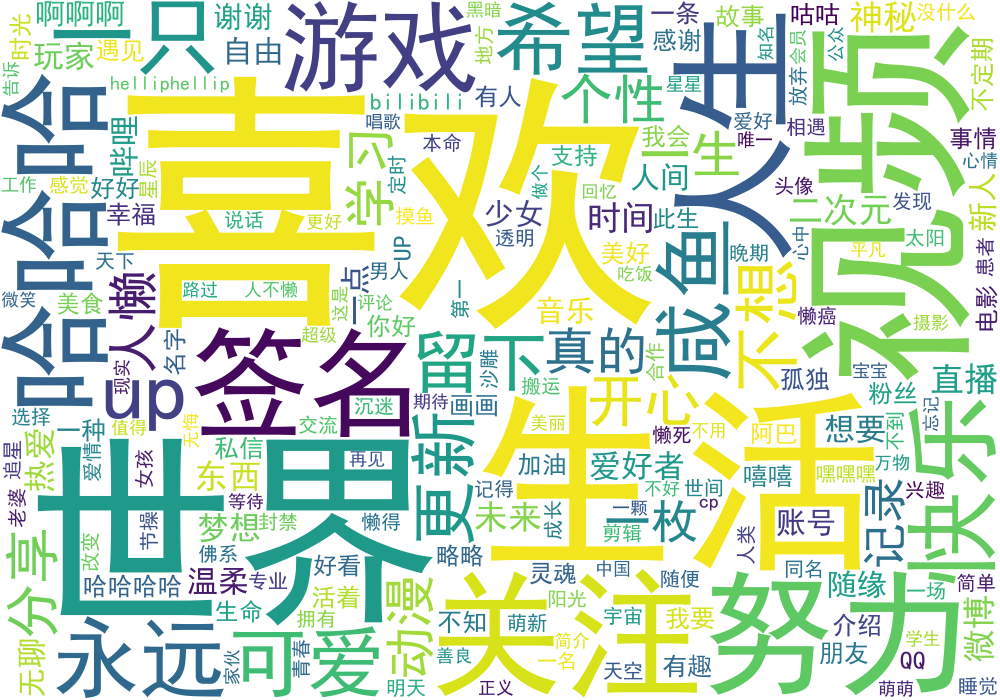 啊啊啊
一只
谢谢
自由
游戏
希望
黑暗
地方
有人
一条
感谢
故事
咕咕
神秘
没什么
时光
遇见
玩家
告诉
helliphellip
bilibili
唱歌
本命
个性
我会
爱好
知名
会员
放弃
公众
星星
唯一
相遇
不定期
人生
视频
初步
哈哈哈
哔哩
喜欢
学习
定时
工作
感觉
星辰
好好
幸福
说话
更好
摸鱼
少女
透明
支持
做个
回忆
一生
人间
此生
时间
头像
二次元
发现
新人
事情
心情
天下
微笑
美食
人懒
路过
人不懒
UP
一点
男人
这是
评论
第一
美好
吃饭
音乐
咸鱼
晚期
心中
平凡
太阳
电影
患者
名字
现实
超级
你好
签名
留下
真的
不想
懒癌
摄影
合作
孤独
宝宝
粉丝
直播
up
选择
一种
值得
无悔
沉迷
期待
画画
沙雕
搬运
开心
热爱
追星
老婆
爱情
女孩
私信
交流
再见
更新
美丽
懒死
不用
阿巴
想要
不到
忘记
东西
等待
加油
爱好者
嘻嘻
嘿嘿嘿
万物
世界
生活
快乐
节操
梦想
封禁
懒得
记得
未来
成长
不好
世间
一颗
一枚
cp
剪辑
账号
记录
兴趣
分享
改变
哈哈哈哈
佛系
温柔
专业
好看
略略
灵魂
中国
随便
人类
同名
简单
一场
随缘
微博
永远
生命
活着
拥有
动漫
关注
不知
阳光
宇宙
我要
努力
介绍
学生
无聊
家伙
可爱
青春
明天
善良
正义
萌新
简介
一名
天空
有趣
朋友
QQ
萌萌
睡觉